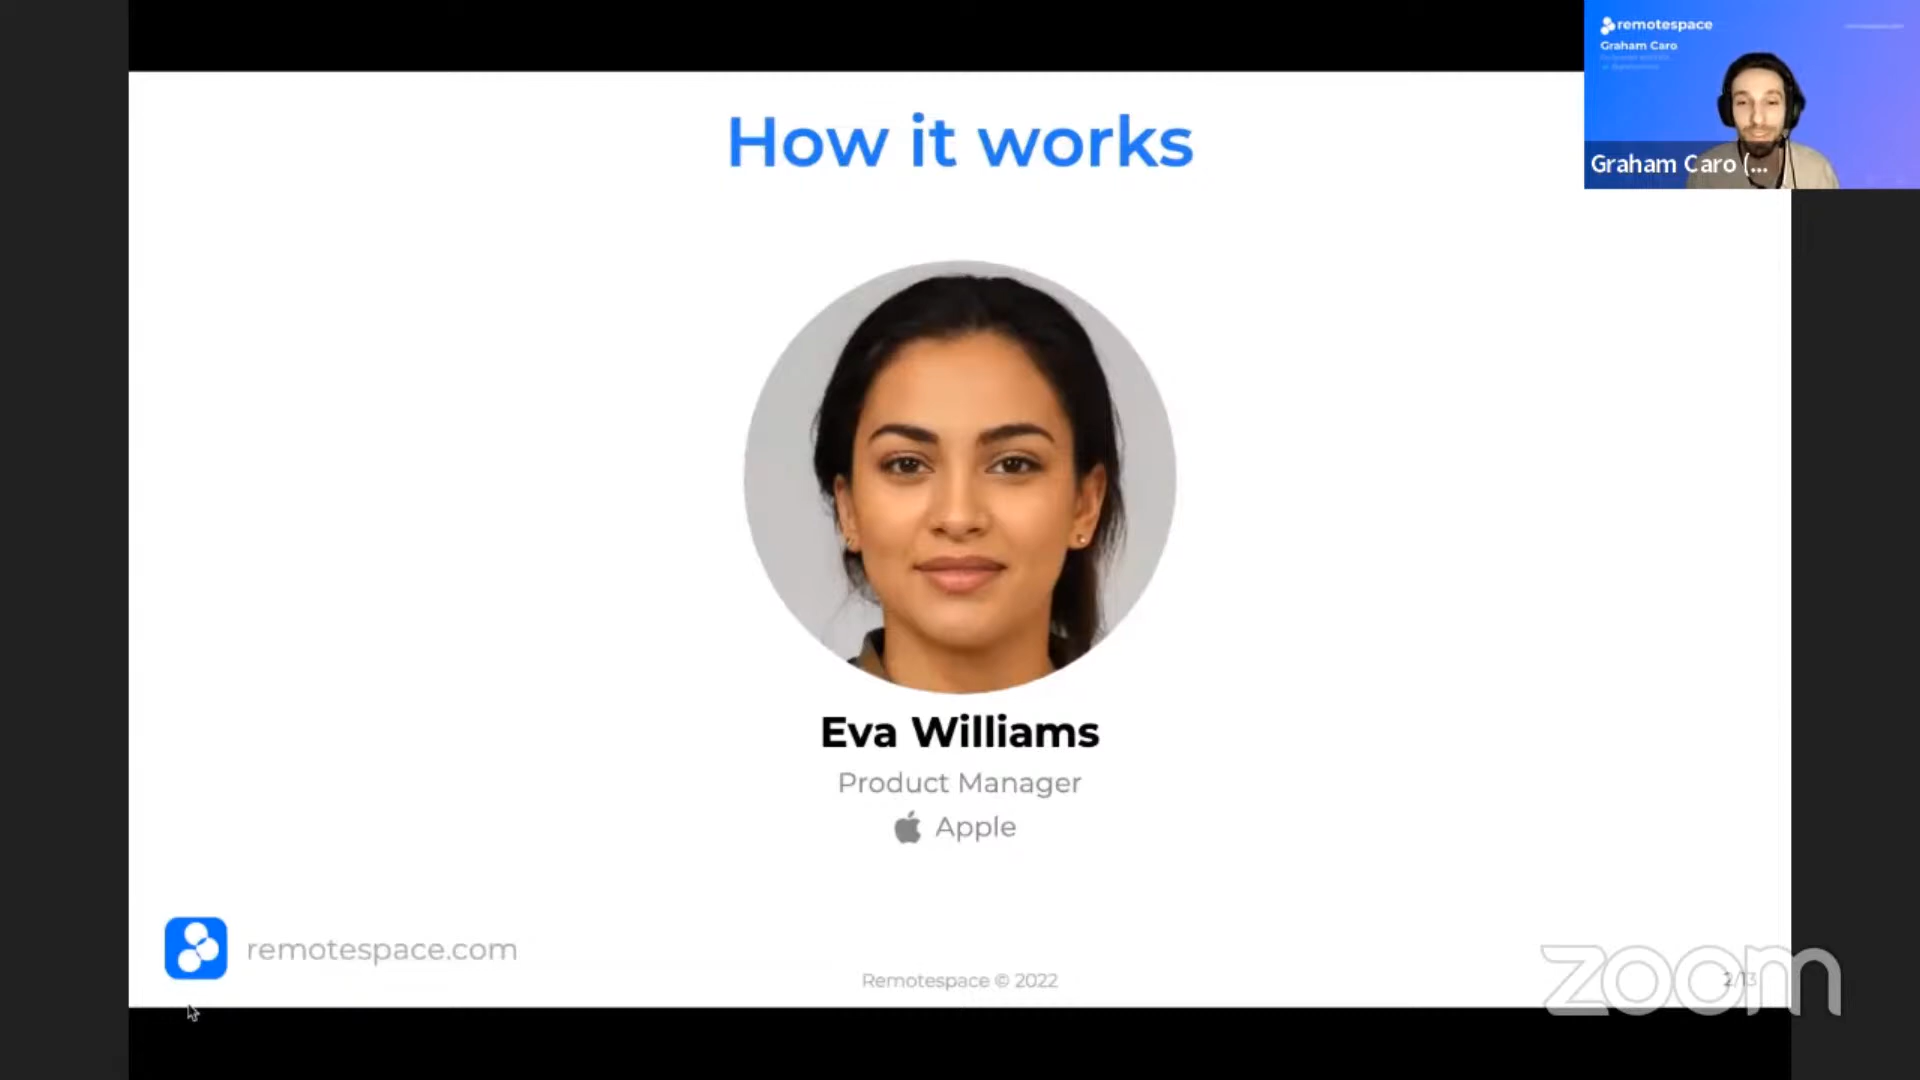 How it works
remotespace
Graham Caro
Graham Caro (...
Eva Williams
Product Manager
Apple
remotespace.com
Remotespace © 2022
2/13
zoom